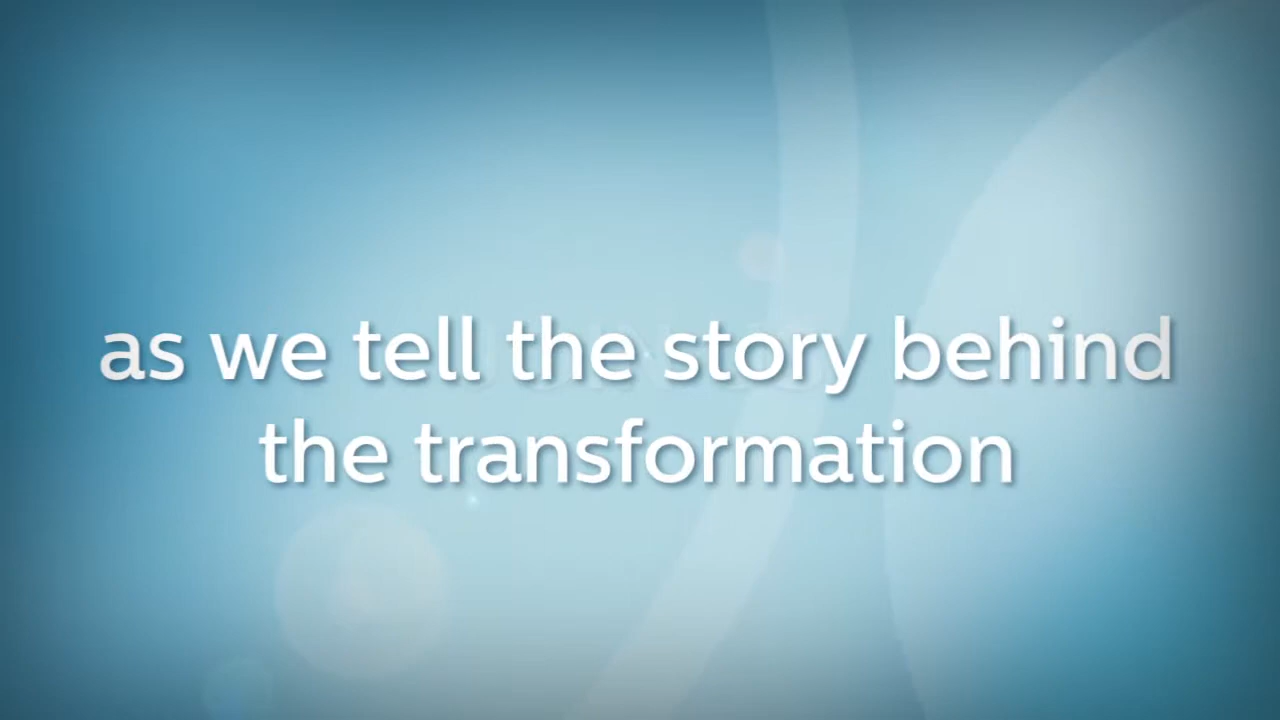 as we tell the story behind
the transformation